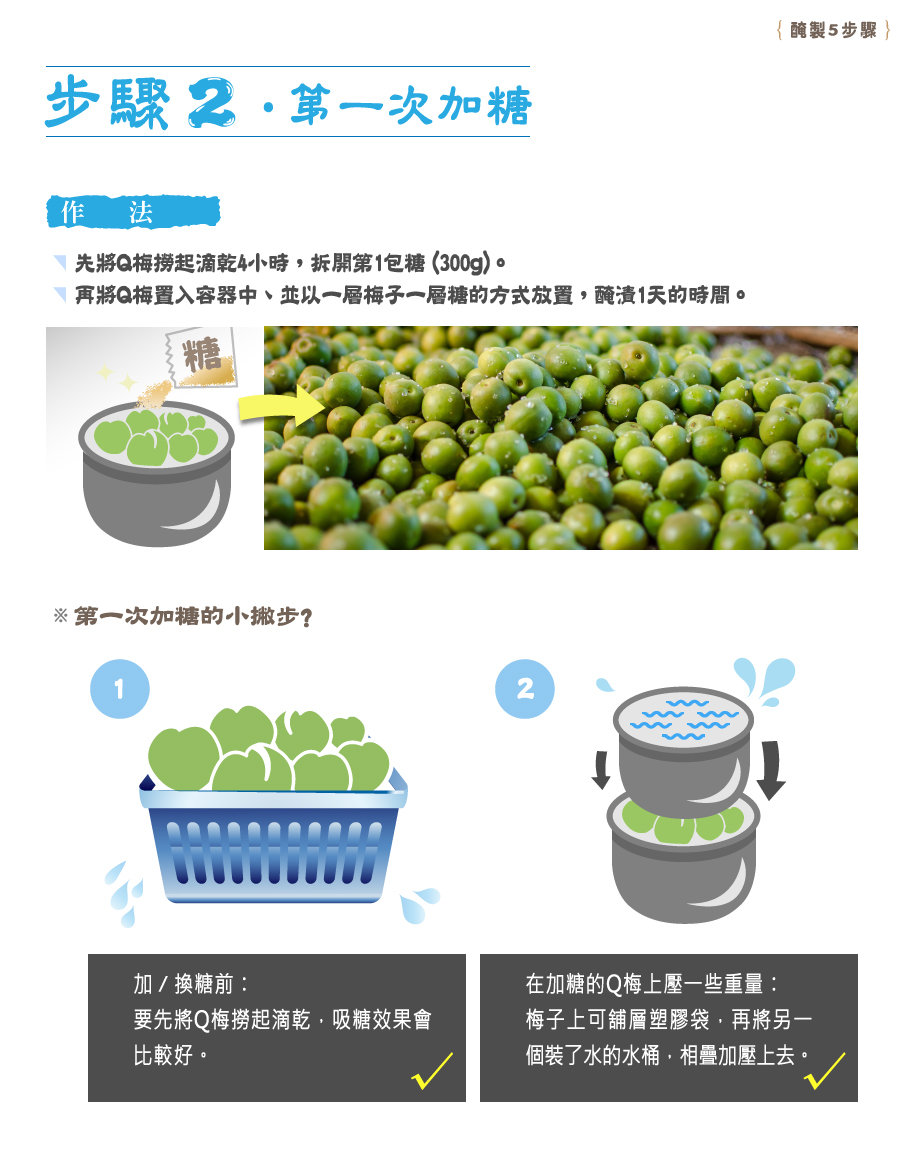 { 醃製5步驟 }
步驟 2 · 第一次加糖
作 法
先將Q梅撈起滴乾4小時，拆開第1包糖 (300g)。
再將Q梅置入容器中、並以一層梅子一層糖的方式放置，醃漬1天的時間。
糖
※ 第一次加糖的小撇步?
1
2
加 / 換糖前：
要先將Q梅撈起滴乾，吸糖效果會
比較好。
在加糖的Q梅上壓一些重量：
梅子上可舖層塑膠袋，再將另一
個裝了水的水桶，相疊加壓上去。